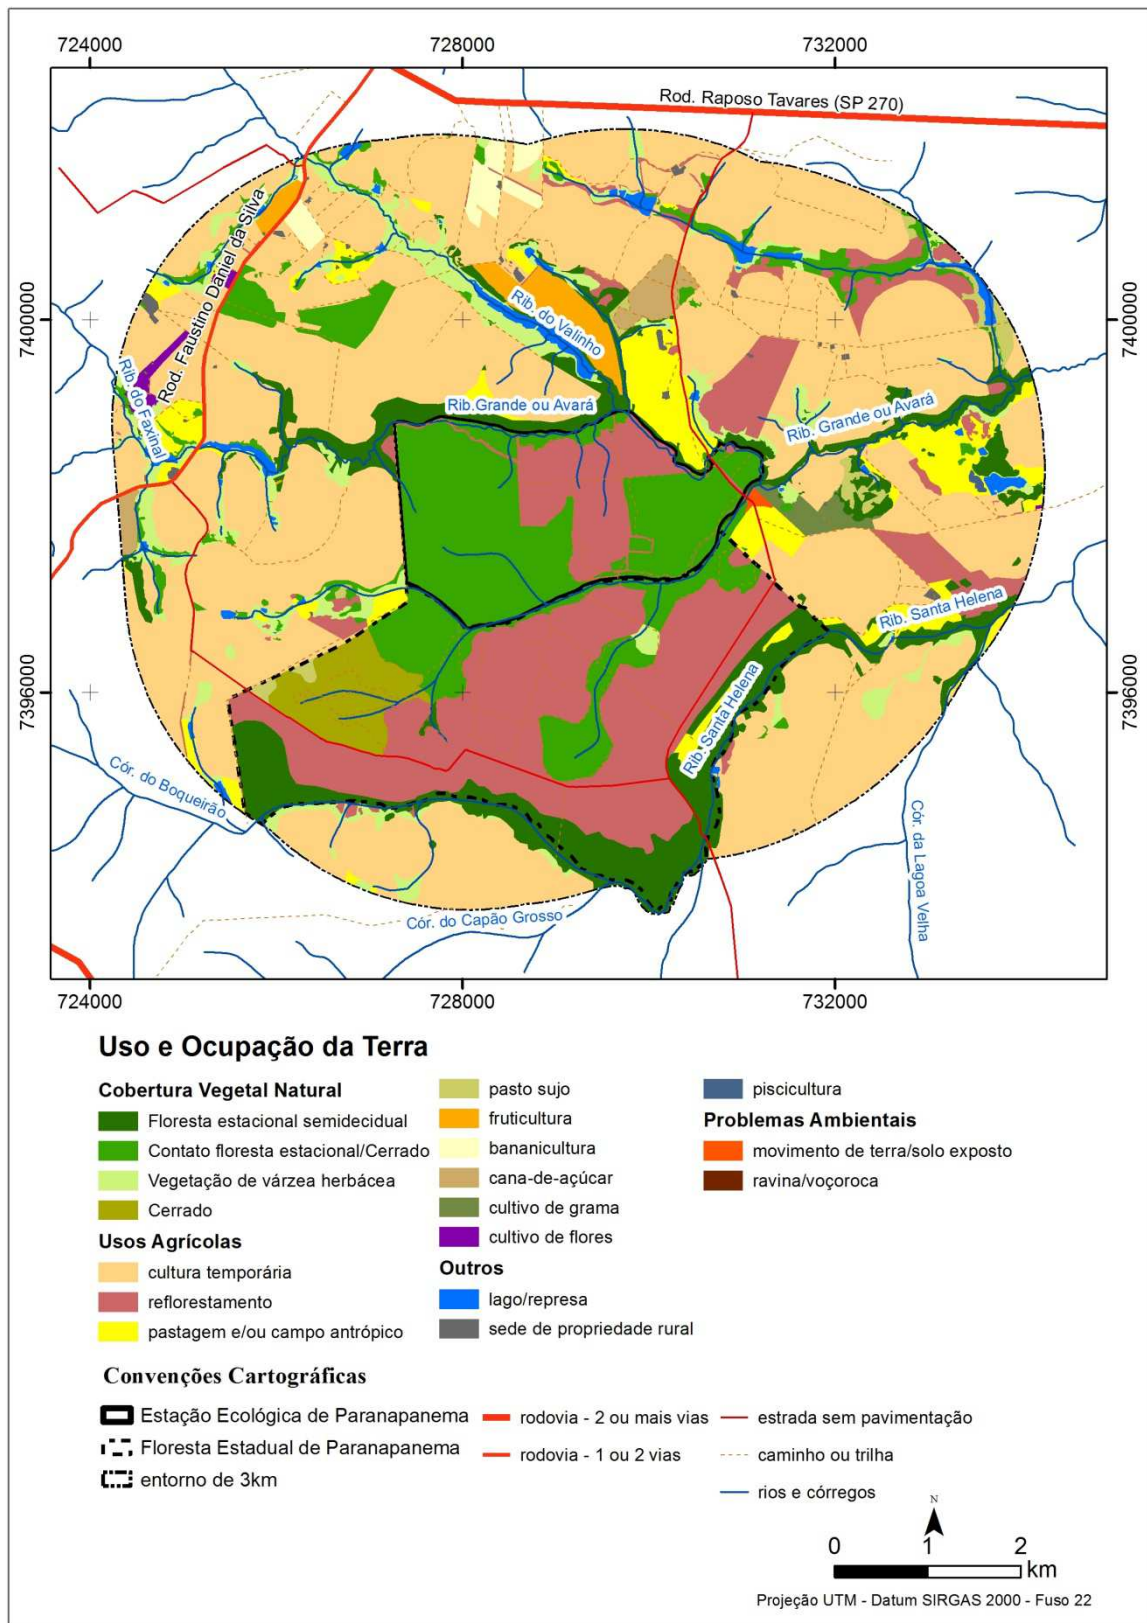 724000 728000 732000
Rod. Raposo Tavares (SP 270)
Rod. Faustino Daniel da Silva
7400000 7400000
Rib. do Valinho
Rib. do Faxinal
Rib.Grande ou Avará
Rib. Grande ou Avará
Rib. Santa Helena
7396000 7396000
Rib. Santa Helena
Cór. do Boqueirão
Cór. da Lagoa Velha
Cór. do Capão Grosso
724000 728000 732000
Uso e Ocupação da Terra
Cobertura Vegetal Natural
Floresta estacional semidecidual
Contato floresta estacional/Cerrado
Vegetação de várzea herbácea
Cerrado
Usos Agrícolas
cultura temporária
reflorestamento
pastagem e/ou campo antrópico
pasto sujo
fruticultura
bananicultura
cana-de-açúcar
cultivo de grama
cultivo de flores
Outros
lago/represa
sede de propriedade rural
piscicultura
Problemas Ambientais
movimento de terra/solo exposto
ravina/voçoroca
Convenções Cartográficas
Estação Ecológica de Paranapanema
Floresta Estadual de Paranapanema
entorno de 3km
rodovia - 2 ou mais vias
rodovia - 1 ou 2 vias
estrada sem pavimentação
caminho ou trilha
rios e córregos
N
0 1 2
km
Projeção UTM - Datum SIRGAS 2000 - Fuso 22